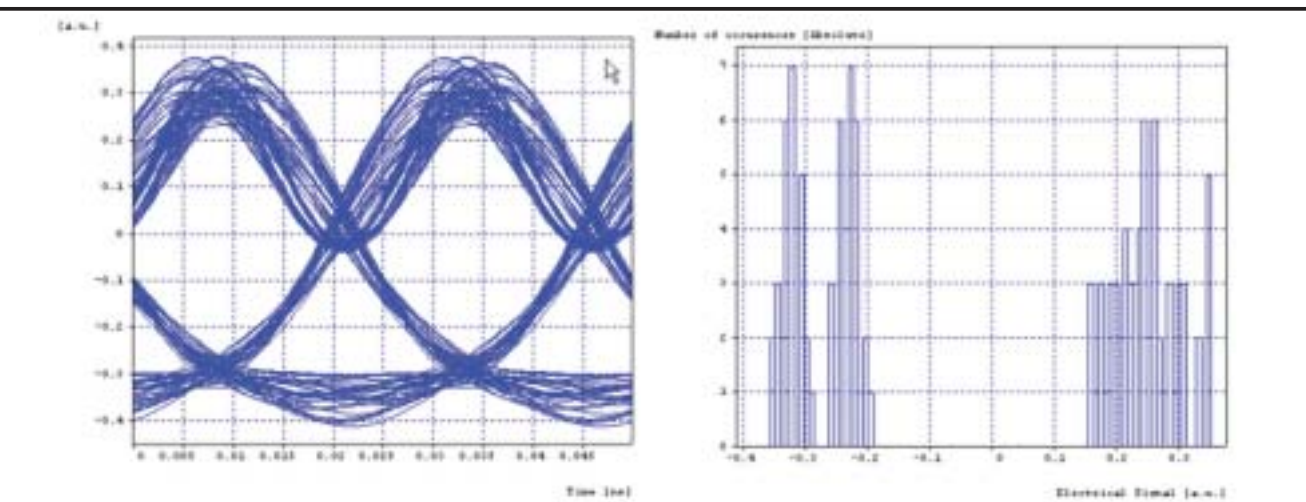 [a.u.]
0.4
0.3
0.2
0.1
0
-0.1
-0.2
-0.3
-0.4
0 0.005 0.01 0.015 0.02 0.025 0.03 0.035 0.04 0.045
Time [ns]
Number of occurences [Absolute]
7
6
5
4
3
2
1
0
-0.4 -0.3 -0.2 -0.1 0 0.1 0.2 0.3
Electrical Signal [a.u.]